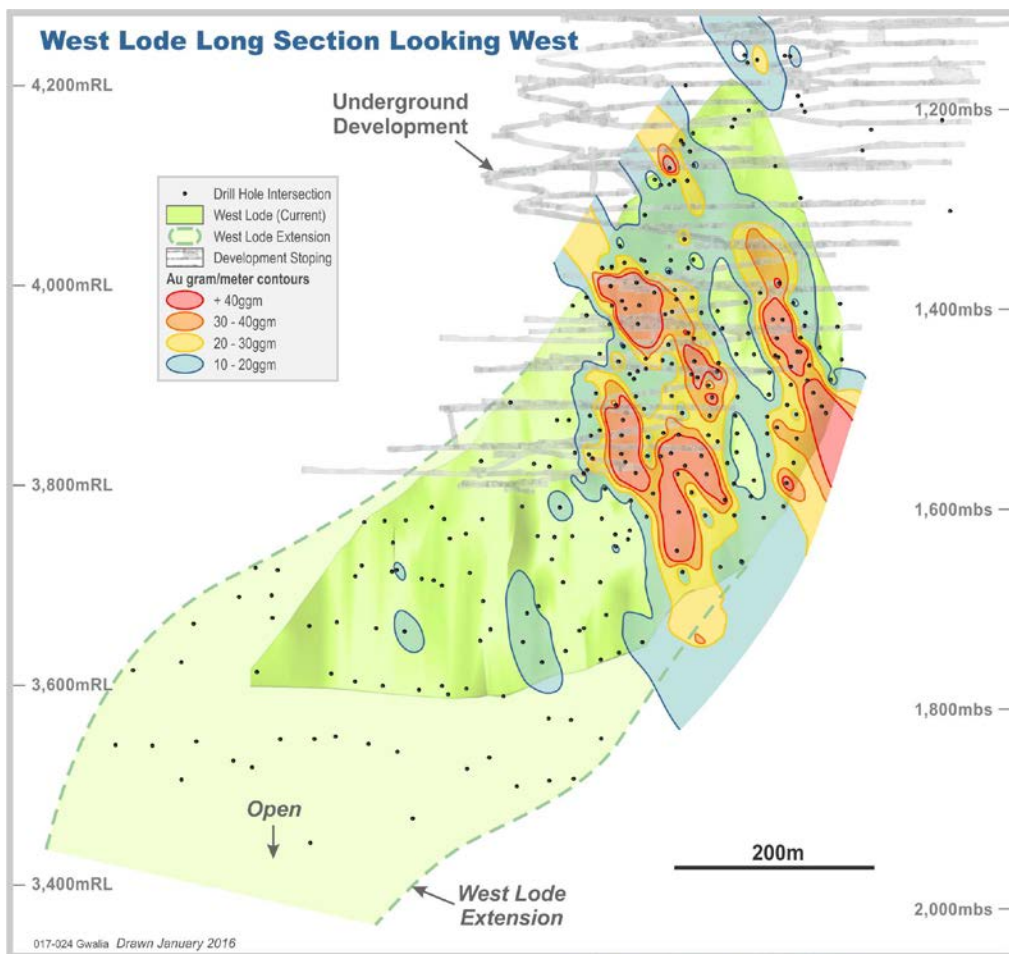 West Lode Long Section Looking West
4,200mRL
4,000mRL
3,800mRL
3,600mRL
3,400mRL
1,200mbs
1,400mbs
1,600mbs
1,800mbs
2,000mbs
Underground
Development
Drill Hole Intersection
West Lode (Current)
West Lode Extension
Development Stoping
Au gram/meter contours
+ 40ggm
30 - 40ggm
20 - 30ggm
10 - 20ggm
Open
West Lode
Extension
200m
017-024 Gwalia Drawn January 2016